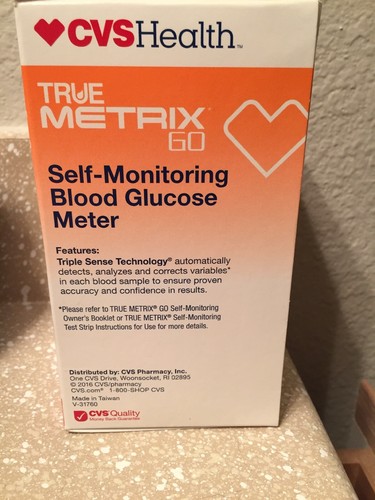 CVSHealth™
TRUE
METRIX®
GO
Self-Monitoring
Blood Glucose
Meter
Features:
Triple Sense Technology® automatically
detects, analyzes and corrects variables*
in each blood sample to ensure proven
accuracy and confidence in results.
*Please refer to TRUE METRIX® GO Self-Monitoring
Owner's Booklet or TRUE METRIX® Self-Monitoring
Test Strip Instructions for Use for more details.
Distributed by: CVS Pharmacy, Inc.
One CVS Drive, Woonsocket, RI 02895
© 2016 CVS/pharmacy
CVS.com® 1-800-SHOP CVS
Made in Taiwan
V-31760
CVS Quality
Money Back Guarantee